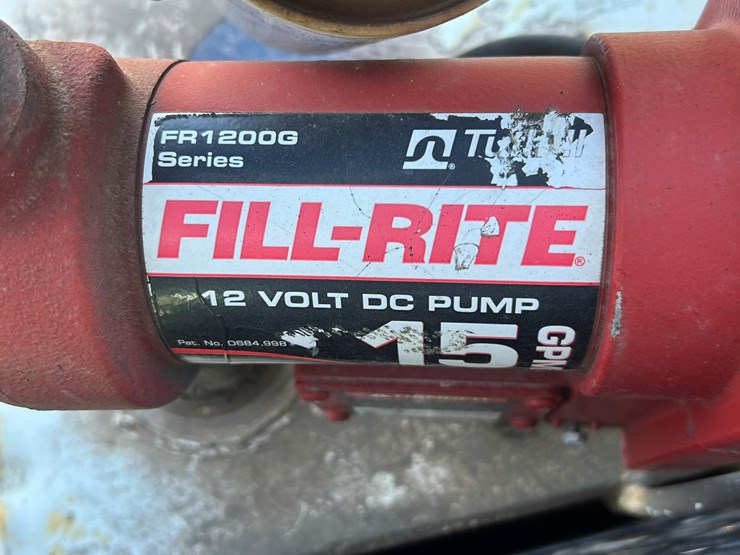 FR1200G
Series
FILL-RITE®
12 VOLT DC PUMP
Pat. No. D684,998
15 GPM